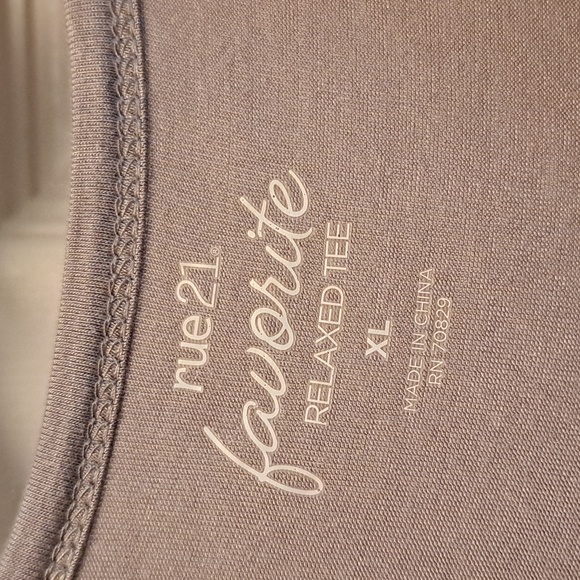 rue21®
favorite
RELAXED TEE
XL
MADE IN CHINA
RN 70829